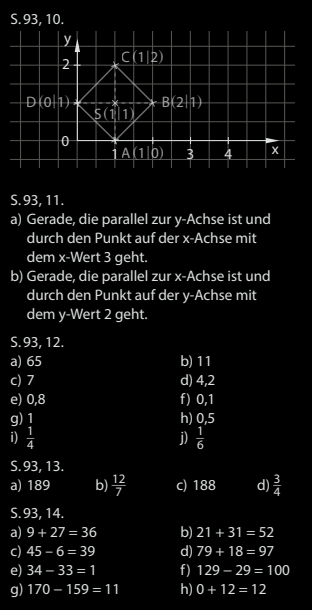 S. 93, 10.
y
C(1|2)
2
D(0|1)
B(2|1)
S(1|1)
0
1 A(1|0) 3 4 x
S. 93, 11.
a) Gerade, die parallel zur y-Achse ist und
durch den Punkt auf der x-Achse mit
dem x-Wert 3 geht.
b) Gerade, die parallel zur x-Achse ist und
durch den Punkt auf der y-Achse mit
dem y-Wert 2 geht.
S. 93, 12.
a) 65 b) 11
c) 7 d) 4,2
e) 0,8 f) 0,1
g) 1 h) 0,5
i) 1/4 j) 1/6
S. 93, 13.
a) 189 b) 12/7 c) 188 d) 3/4
S. 93, 14.
a) 9 + 27 = 36 b) 21 + 31 = 52
c) 45 – 6 = 39 d) 79 + 18 = 97
e) 34 – 33 = 1 f) 129 – 29 = 100
g) 170 – 159 = 11 h) 0 + 12 = 12